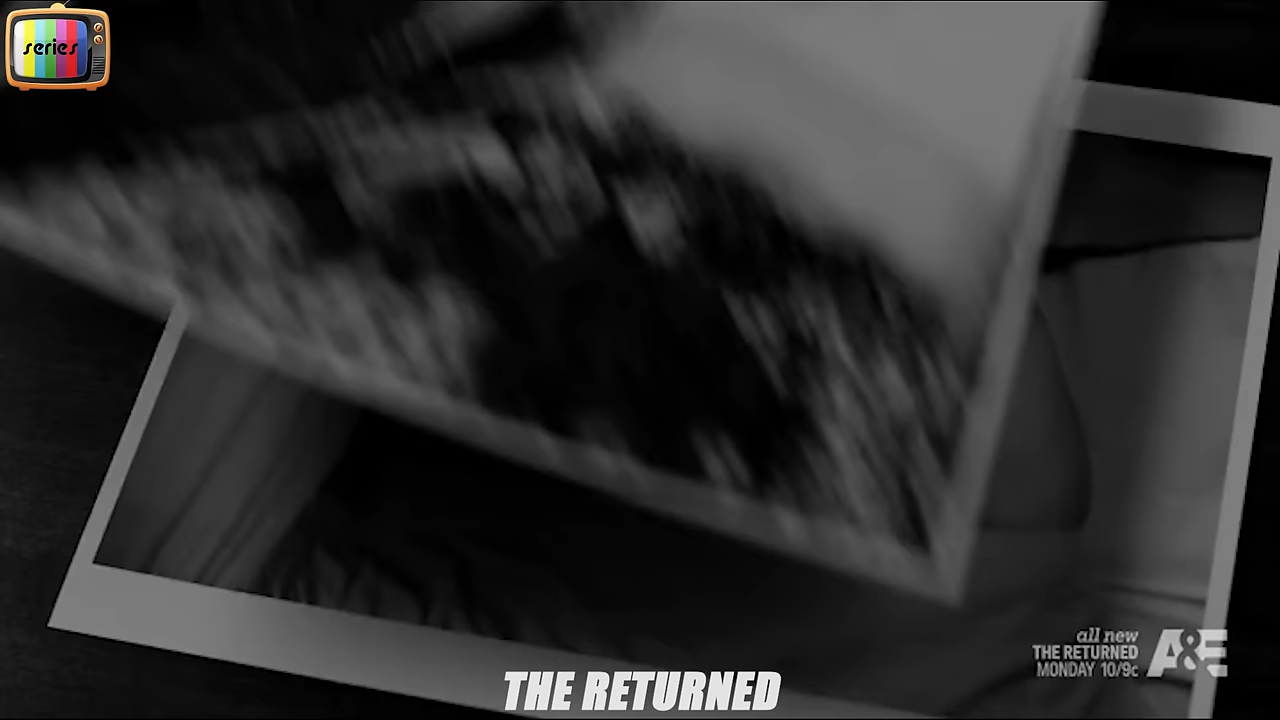 series
all new
THE RETURNED
MONDAY 10/9c
A&E
THE RETURNED